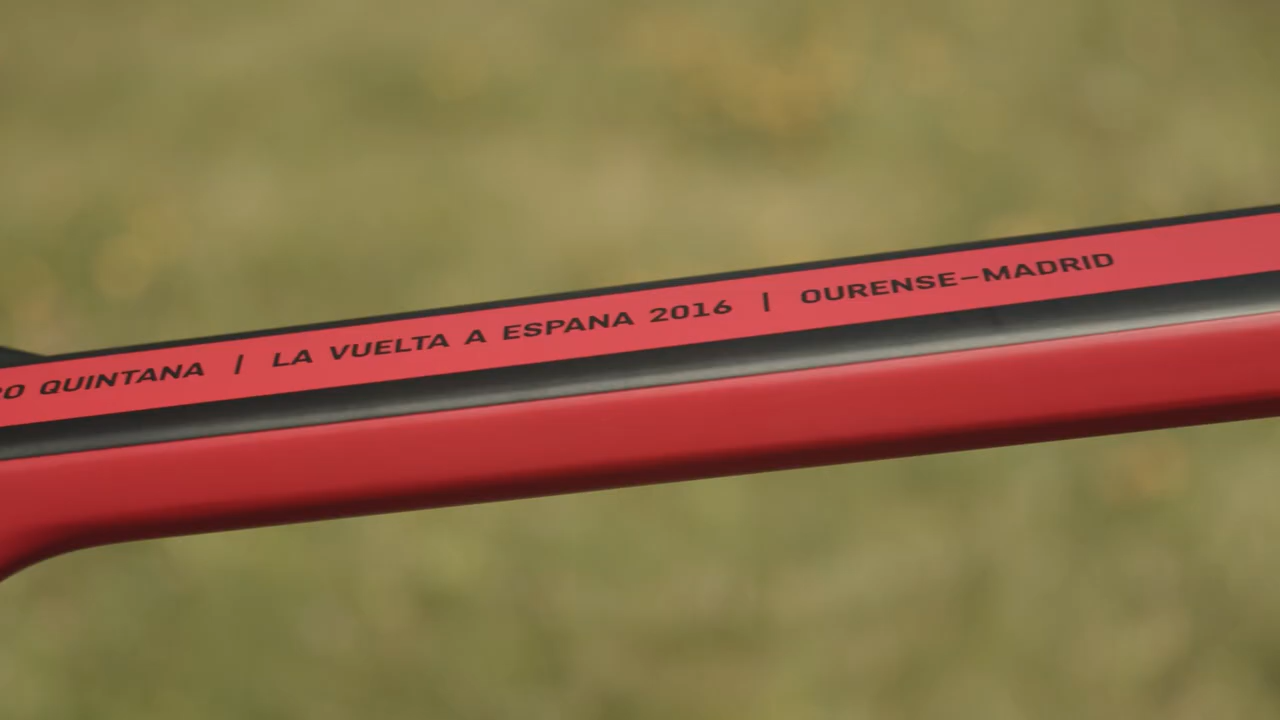 QUINTANA | LA VUELTA A ESPANA 2016 | OURENSE–MADRID